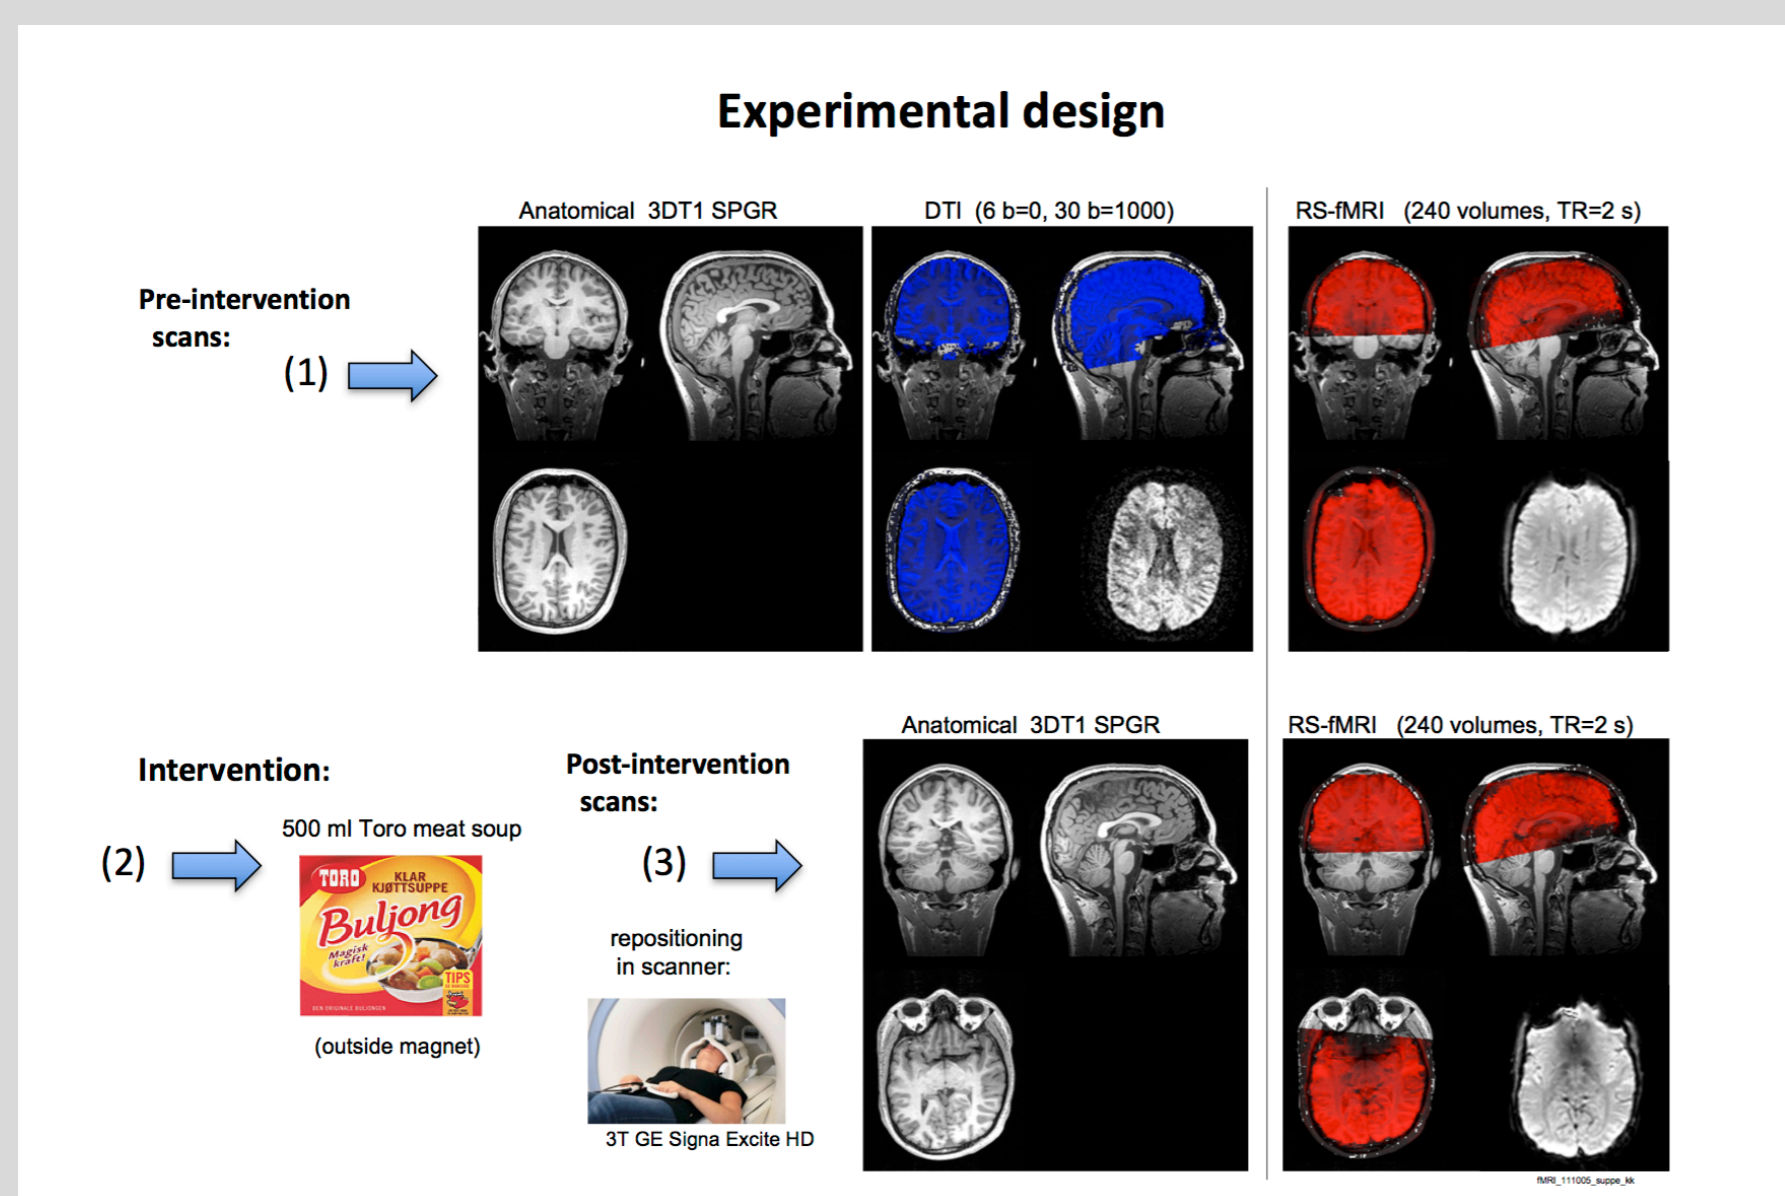 Experimental design
Anatomical 3DT1 SPGR
DTI (6 b=0, 30 b=1000)
RS-fMRI (240 volumes, TR=2 s)
Pre-intervention
scans:
(1)
Anatomical 3DT1 SPGR
RS-fMRI (240 volumes, TR=2 s)
Intervention:
(2)
500 ml Toro meat soup
TORO
KLAR
KJØTTSUPPE
Buljong
Magisk
kraft!
TIPS
DEN ORIGINALE BULJONGEN
(outside magnet)
Post-intervention
scans:
(3)
repositioning
in scanner:
3T GE Signa Excite HD
fMRI_111005_suppe_kk